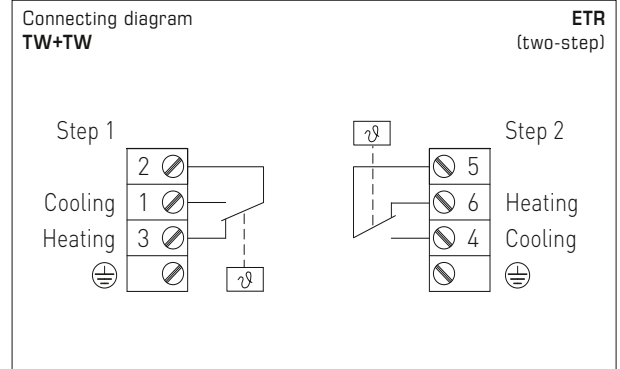 Connecting diagram
TW+TW
ETR
(two-step)
Step 1
2
Cooling 1
Heating 3
ϑ
ϑ
Step 2
5
6 Heating
4 Cooling